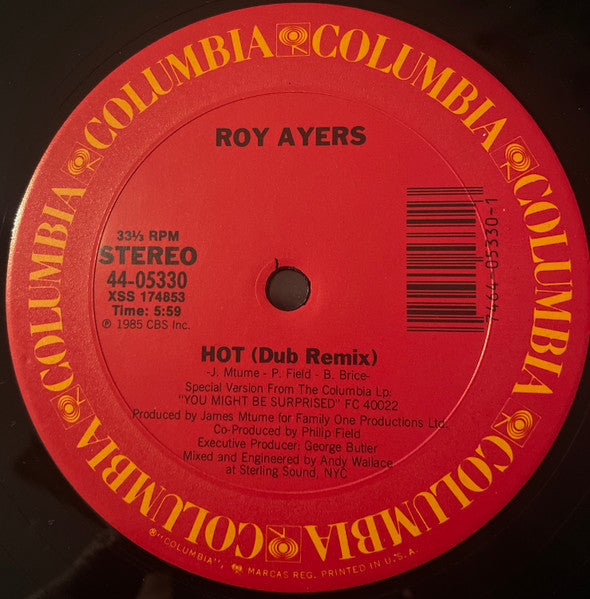 COLUMBIA COLUMBIA COLUMBIA COLUMBIA COLUMBIA COLUMBIA COLUMBIA COLUMBIA
ROY AYERS
33⅓ RPM
STEREO
44-05330
XSS 174853
Time: 5:59
℗ 1985 CBS Inc.
7464-05330-1
HOT (Dub Remix)
-J. Mtume - P. Field - B. Brice-
Special Version From The Columbia Lp:
"YOU MIGHT BE SURPRISED" FC 40022
Produced by James Mtume for Family One Productions Ltd.
Co-Produced by Philip Field
Executive Producer: George Butler
Mixed and Engineered by Andy Wallace
at Sterling Sound, NYC
®"COLUMBIA", MARCAS REG. PRINTED IN U.S.A.